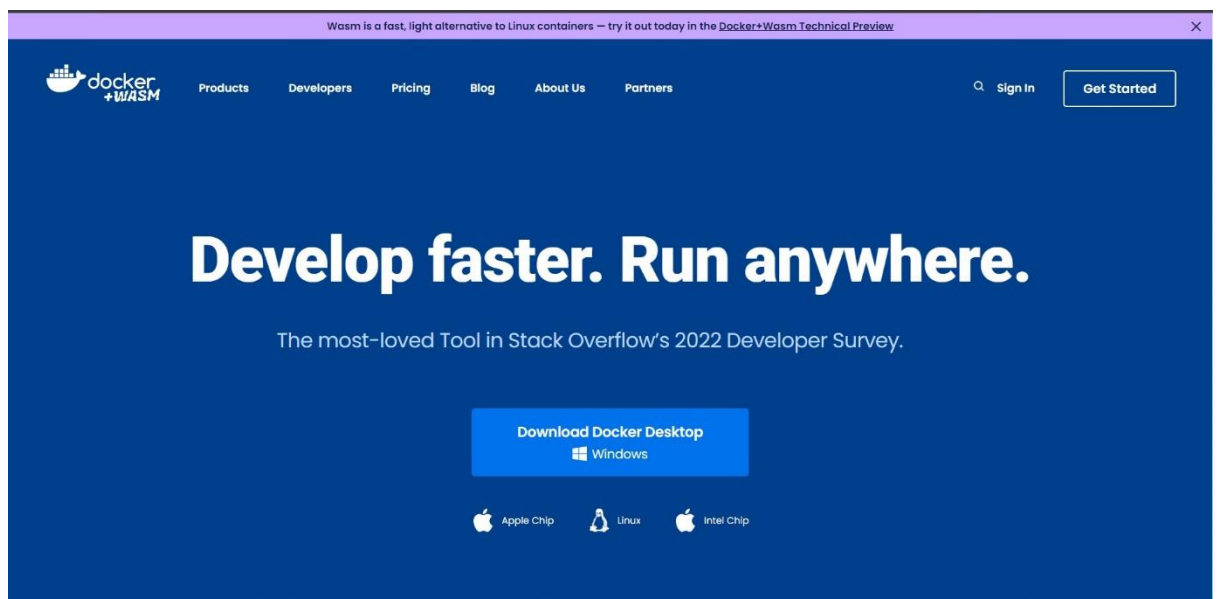 Wasm is a fast, light alternative to Linux containers — try it out today in the Docker+Wasm Technical Preview
docker
+WASM
Products Developers Pricing Blog About Us Partners Sign In Get Started
Develop faster. Run anywhere.
The most-loved Tool in Stack Overflow's 2022 Developer Survey.
Download Docker Desktop
Windows
Apple Chip Linux Intel Chip